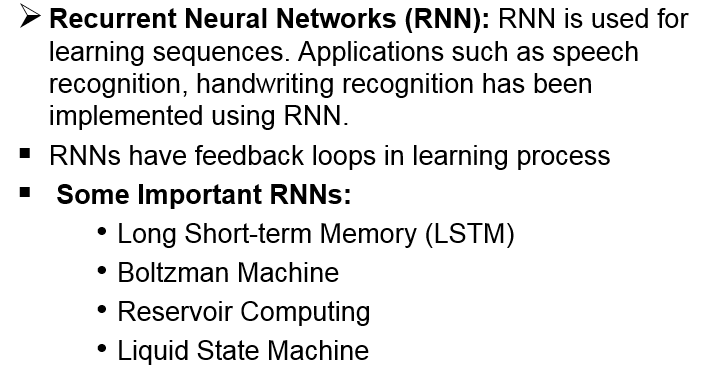 ➢ Recurrent Neural Networks (RNN): RNN is used for
learning sequences. Applications such as speech
recognition, handwriting recognition has been
implemented using RNN.
▪ RNNs have feedback loops in learning process
▪ Some Important RNNs:
• Long Short-term Memory (LSTM)
• Boltzman Machine
• Reservoir Computing
• Liquid State Machine